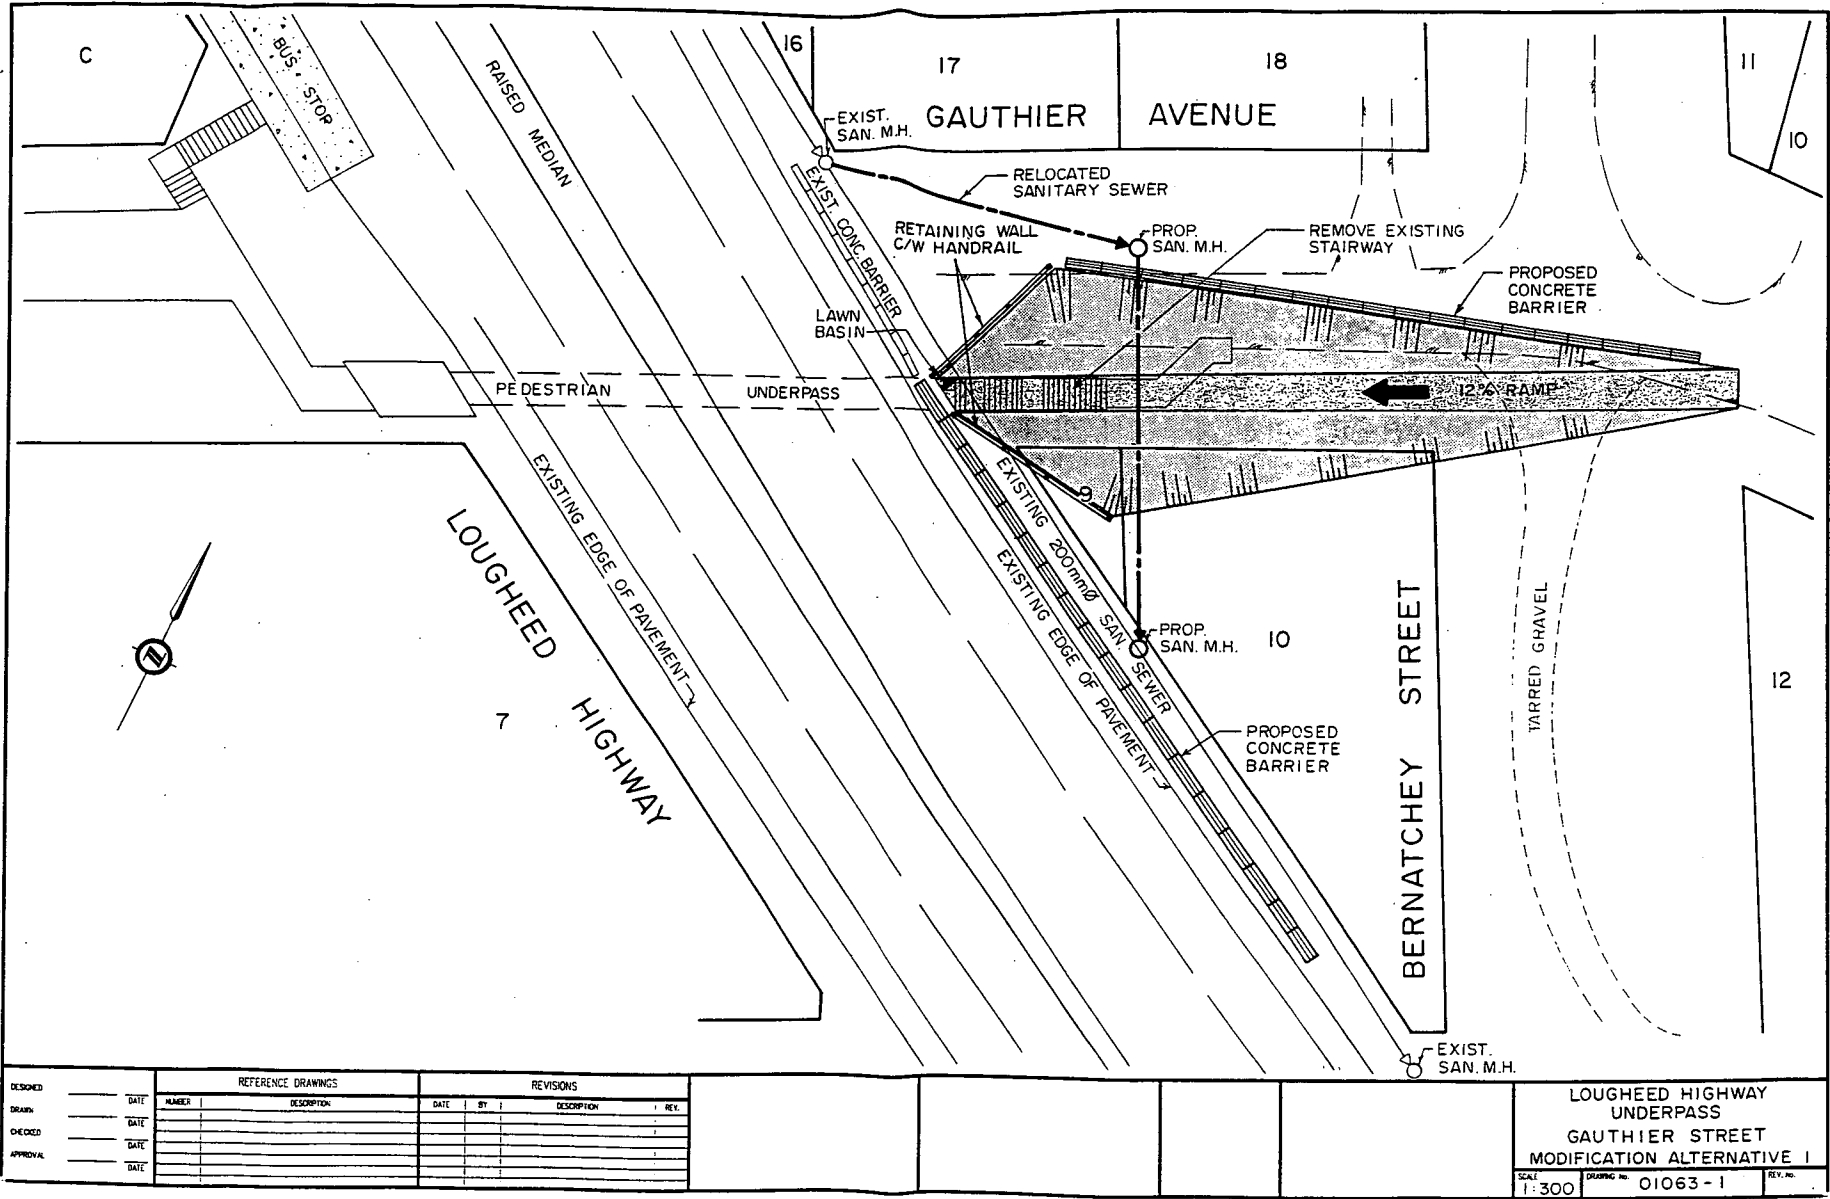 C
BUS STOP
RAISED MEDIAN
16
17
18
11
10
GAUTHIER AVENUE
EXIST.
SAN. M.H.
RELOCATED
SANITARY SEWER
EXIST. CONC. BARRIER
RETAINING WALL
C/W HANDRAIL
PROP.
SAN. M.H.
REMOVE EXISTING
STAIRWAY
PROPOSED
CONCRETE
BARRIER
LAWN
BASIN
PEDESTRIAN UNDERPASS
12% RAMP
9
EXISTING EDGE OF PAVEMENT
LOUGHEED HIGHWAY
EXISTING 200mmØ SAN. SEWER
EXISTING EDGE OF PAVEMENT
PROP.
SAN. M.H.
10
7
12
BERNATCHEY STREET
TARRED GRAVEL
PROPOSED
CONCRETE
BARRIER
EXIST.
SAN. M.H.
DESIGNED DATE
DRAWN DATE
CHECKED DATE
APPROVAL DATE
REFERENCE DRAWINGS
NUMBER DESCRIPTION
REVISIONS
DATE BY DESCRIPTION REV.
LOUGHEED HIGHWAY
UNDERPASS
GAUTHIER STREET
MODIFICATION ALTERNATIVE 1
SCALE 1:300
DRAWING No. 01063-1
REV. No.